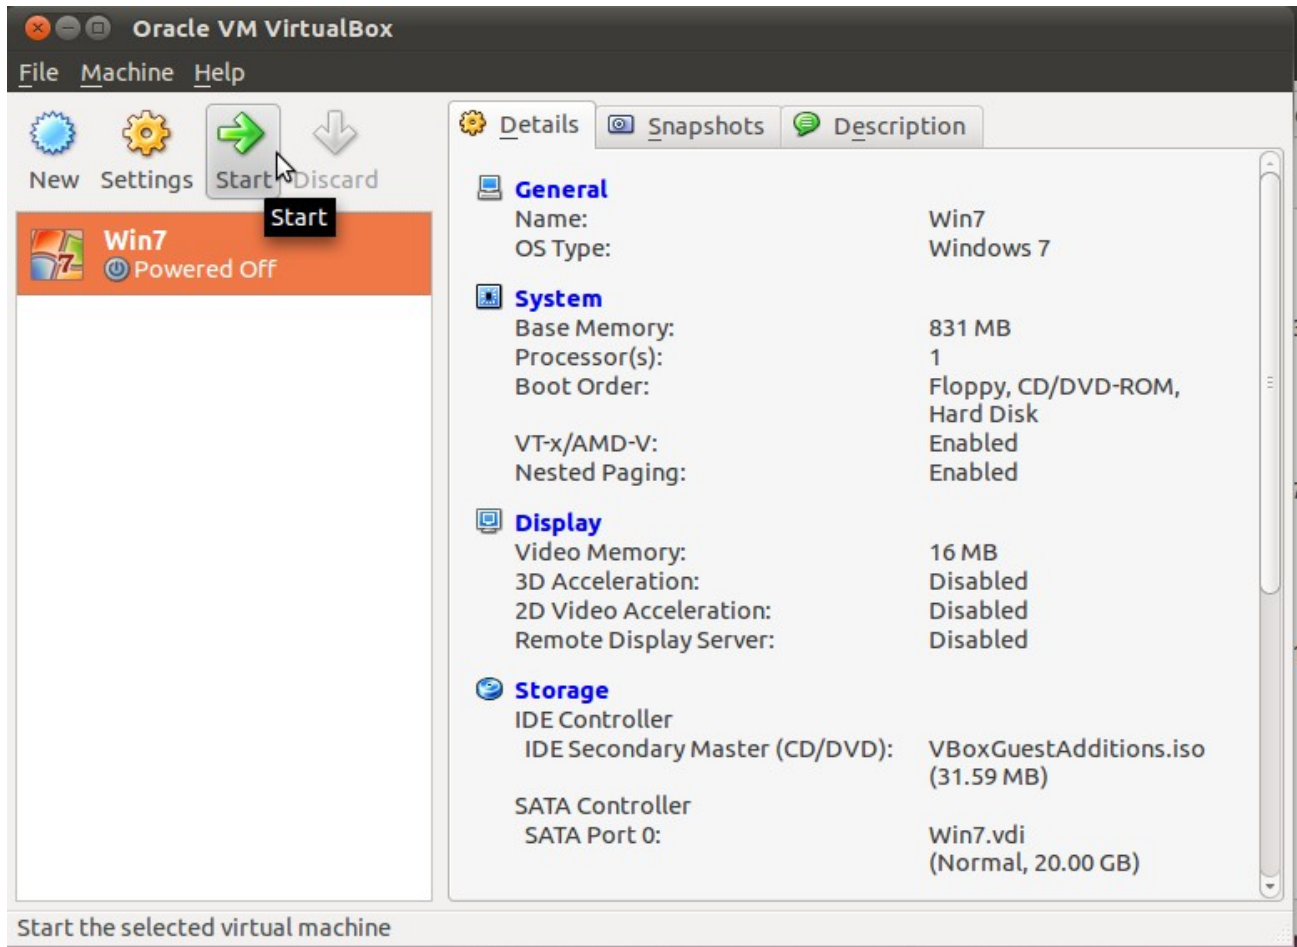 Oracle VM VirtualBox
File Machine Help
New Settings Start Discard
Start
Win7
Powered Off
Details Snapshots Description
General
Name: Win7
OS Type: Windows 7
System
Base Memory: 831 MB
Processor(s): 1
Boot Order: Floppy, CD/DVD-ROM,
Hard Disk
VT-x/AMD-V: Enabled
Nested Paging: Enabled
Display
Video Memory: 16 MB
3D Acceleration: Disabled
2D Video Acceleration: Disabled
Remote Display Server: Disabled
Storage
IDE Controller
IDE Secondary Master (CD/DVD): VBoxGuestAdditions.iso
(31.59 MB)
SATA Controller
SATA Port 0: Win7.vdi
(Normal, 20.00 GB)
Start the selected virtual machine